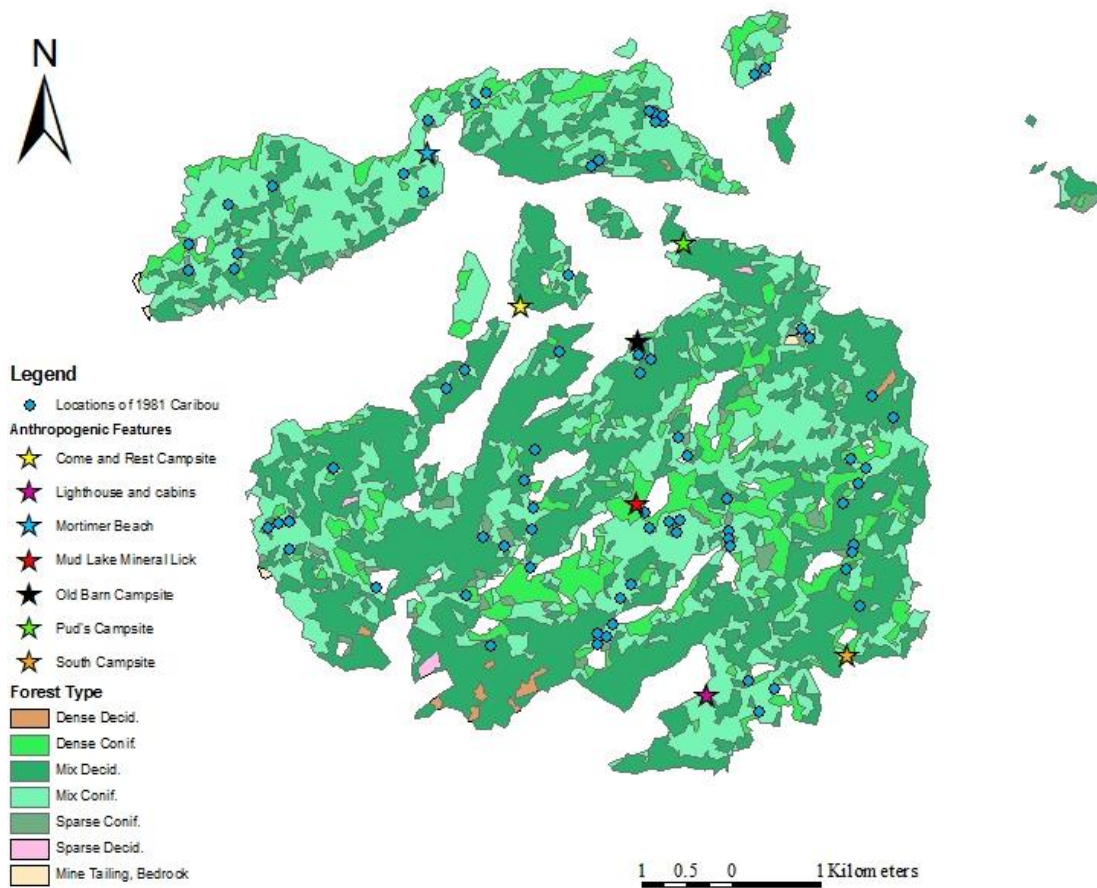 N
Legend
Locations of 1981 Caribou
Anthropogenic Features
Come and Rest Campsite
Lighthouse and cabins
Mortimer Beach
Mud Lake Mineral Lick
Old Barn Campsite
Pud's Campsite
South Campsite
Forest Type
Dense Decid.
Dense Conif.
Mix Decid.
Mix Conif.
Sparse Conif.
Sparse Decid.
Mine Tailing, Bedrook
1 0.5 0 1 Kilometers